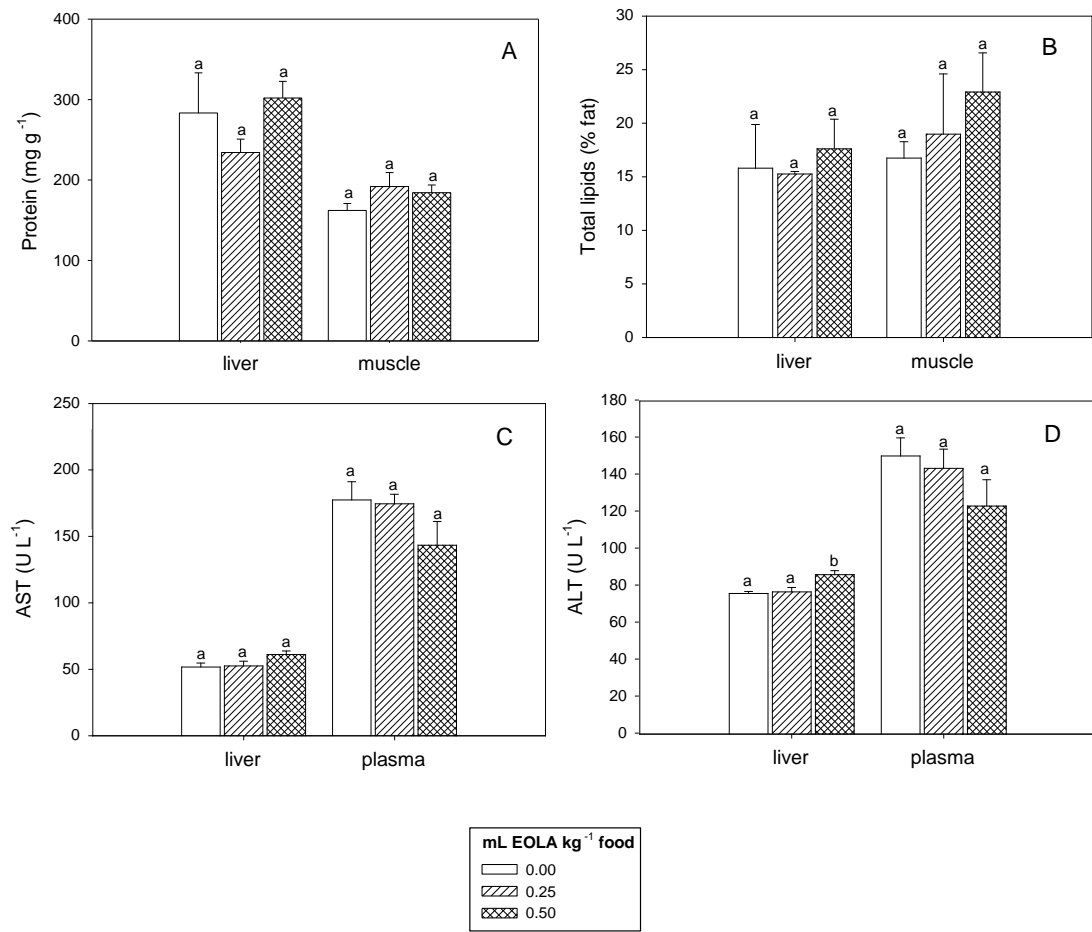 A
Protein (mg g⁻¹)
400
300
200
100
0
a a a a a a
liver muscle
B
Total lipids (% fat)
30
25
20
15
10
5
0
a a a a a a
liver muscle
C
AST (U L⁻¹)
250
200
150
100
50
0
a a a a a a
liver plasma
D
ALT (U L⁻¹)
180
160
140
120
100
80
60
40
20
0
a a b a a a
liver plasma
mL EOLA kg⁻¹ food
0.00
0.25
0.50